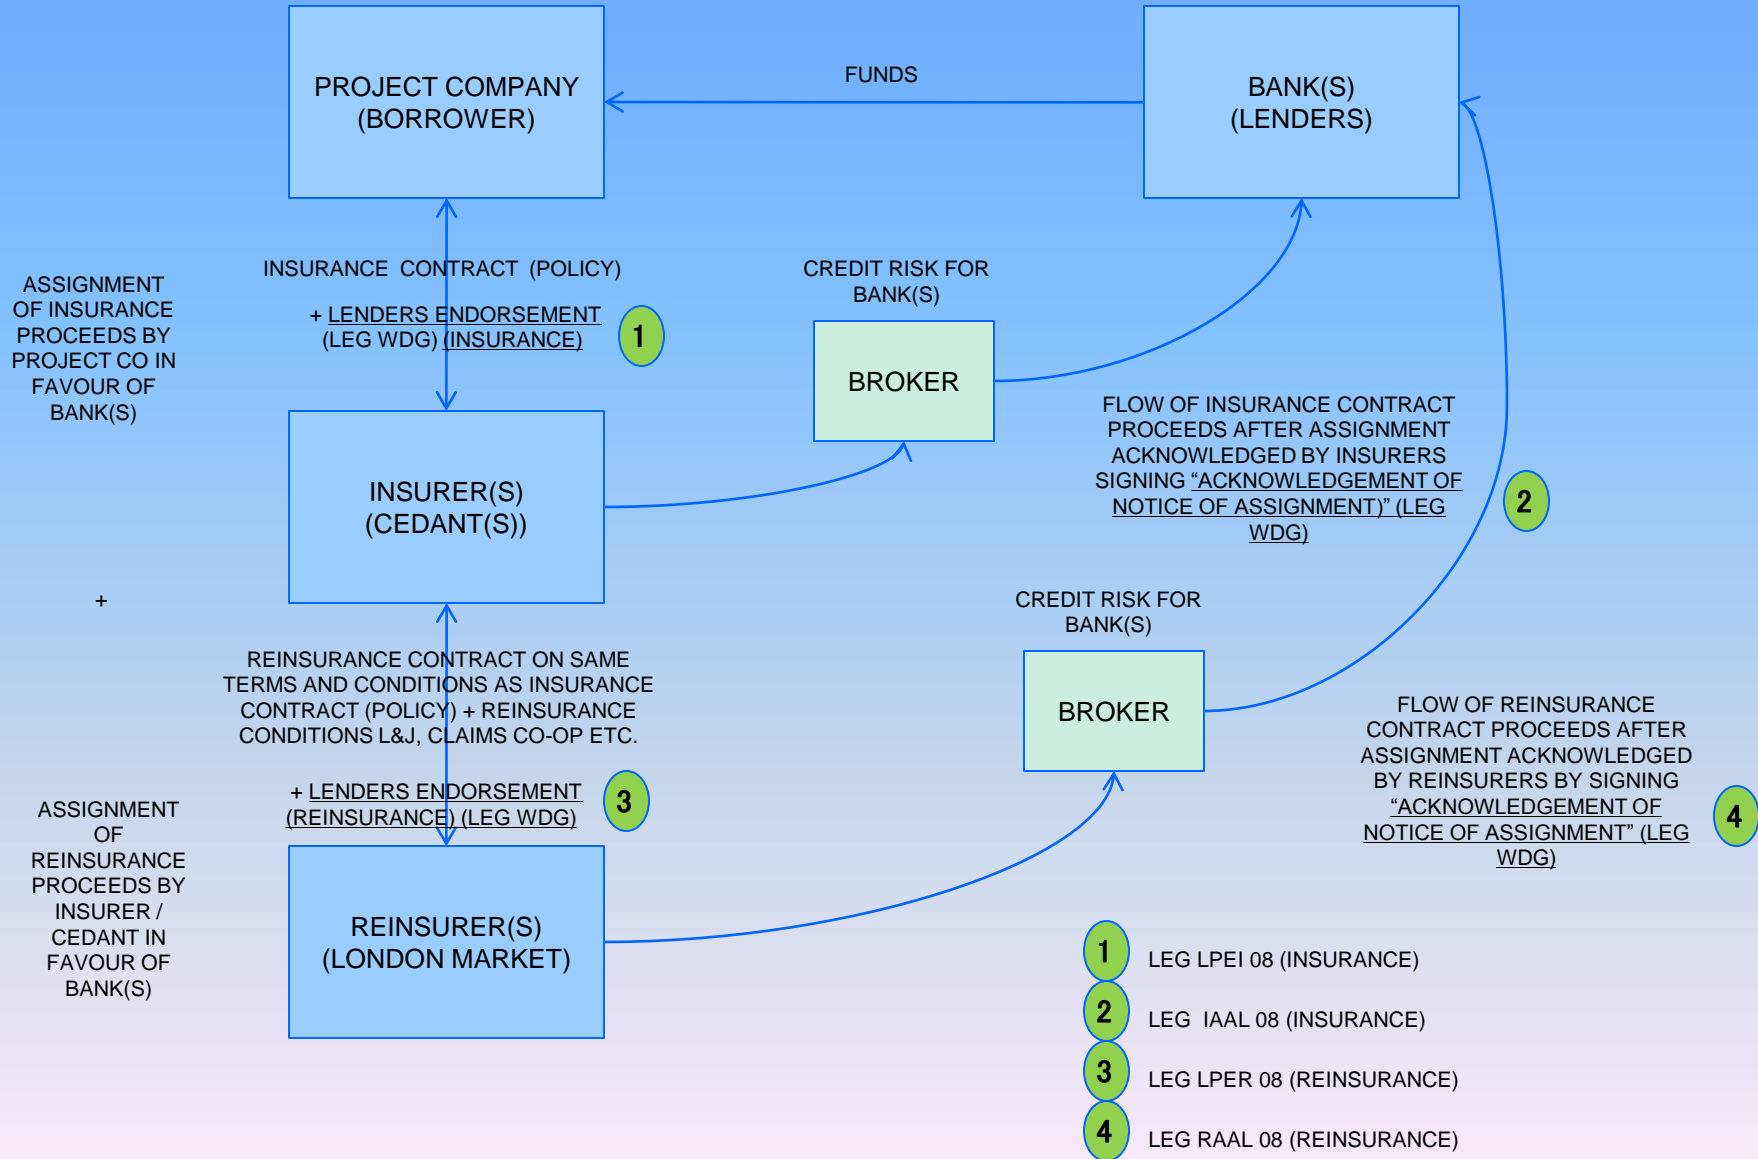 PROJECT COMPANY
(BORROWER)
FUNDS
BANK(S)
(LENDERS)
ASSIGNMENT
OF INSURANCE
PROCEEDS BY
PROJECT CO IN
FAVOUR OF
BANK(S)
INSURANCE CONTRACT (POLICY)
+ LENDERS ENDORSEMENT
(LEG WDG) (INSURANCE)
1
CREDIT RISK FOR
BANK(S)
BROKER
INSURER(S)
(CEDANT(S))
FLOW OF INSURANCE CONTRACT
PROCEEDS AFTER ASSIGNMENT
ACKNOWLEDGED BY INSURERS
SIGNING “ACKNOWLEDGEMENT OF
NOTICE OF ASSIGNMENT)” (LEG
WDG)
2
+
REINSURANCE CONTRACT ON SAME
TERMS AND CONDITIONS AS INSURANCE
CONTRACT (POLICY) + REINSURANCE
CONDITIONS L&J, CLAIMS CO-OP ETC.
+ LENDERS ENDORSEMENT
(REINSURANCE) (LEG WDG)
3
CREDIT RISK FOR
BANK(S)
BROKER
FLOW OF REINSURANCE
CONTRACT PROCEEDS AFTER
ASSIGNMENT ACKNOWLEDGED
BY REINSURERS BY SIGNING
“ACKNOWLEDGEMENT OF
NOTICE OF ASSIGNMENT” (LEG
WDG)
4
ASSIGNMENT
OF
REINSURANCE
PROCEEDS BY
INSURER /
CEDANT IN
FAVOUR OF
BANK(S)
REINSURER(S)
(LONDON MARKET)
1 LEG LPEI 08 (INSURANCE)
2 LEG IAAL 08 (INSURANCE)
3 LEG LPER 08 (REINSURANCE)
4 LEG RAAL 08 (REINSURANCE)